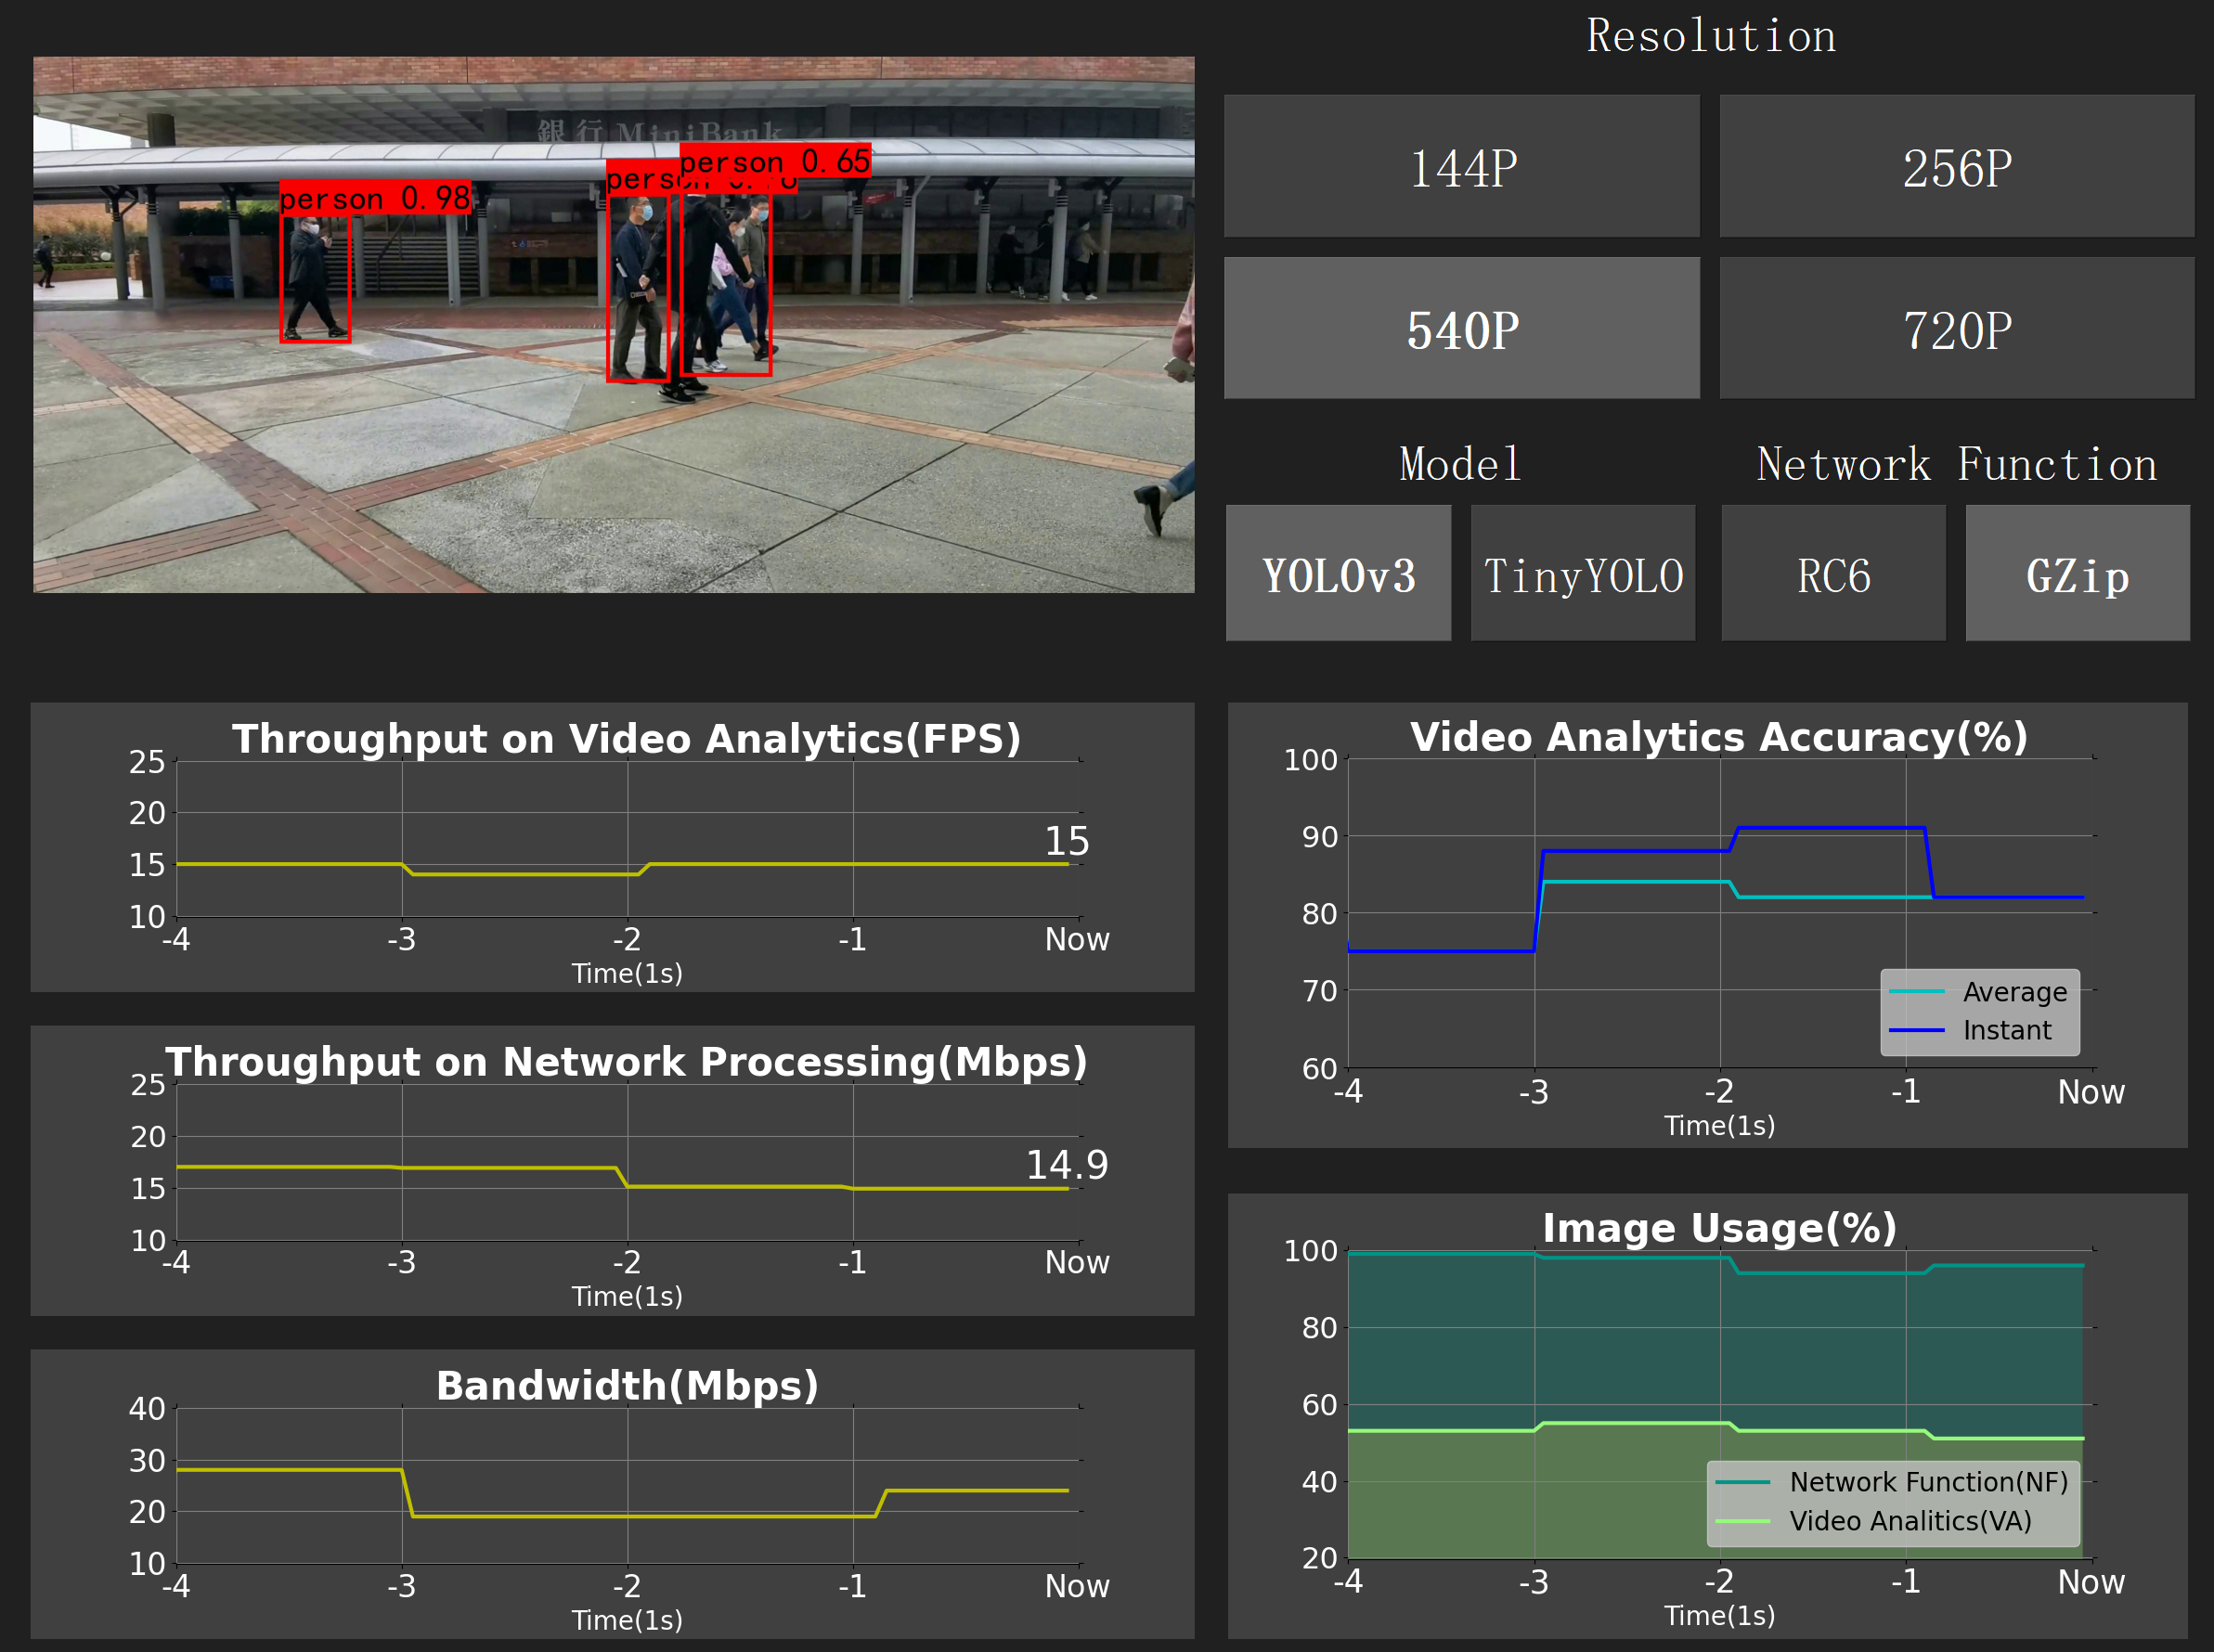 Resolution
銀行 MiniBank
person 0.65
person 0.98
144P
256P
540P
720P
Model
Network Function
YOLOv3
TinyYOLO
RC6
GZip
Throughput on Video Analytics(FPS)
25
20
15
15
10
-4
-3
-2
-1
Now
Time(1s)
Throughput on Network Processing(Mbps)
25
20
14.9
15
10
-4
-3
-2
-1
Now
Time(1s)
Bandwidth(Mbps)
40
30
20
10
-4
-3
-2
-1
Now
Time(1s)
Video Analytics Accuracy(%)
100
90
80
70
60
Average
Instant
-4
-3
-2
-1
Now
Time(1s)
Image Usage(%)
100
80
60
40
20
Network Function(NF)
Video Analitics(VA)
-4
-3
-2
-1
Now
Time(1s)